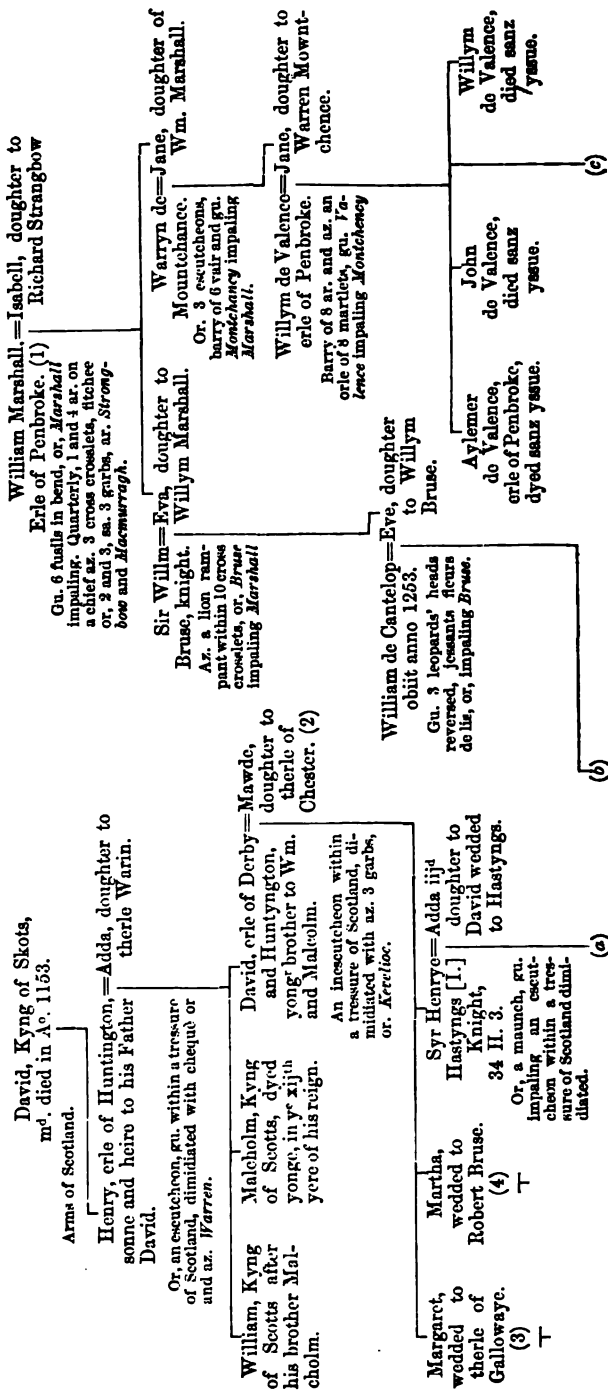 David, Kyng of Skots,
md. died in Ao. 1153.
Arms of Scotland.
Henry, erle of Huntington,=Adda, doughter to
sonne and heire to his Father therle Warin.
David.
Or, an escutcheon, gu. within a tressure
of Scotland, dimidiated with chequé or
and az. Warren.
William, Kyng
of Scotts after
his brother Mal-
cholm.
Malcholm, Kyng
of Scotts, dyed
yonge, in ye xijth
yere of his reign.
David, erle of Derby=Mawde,
and Huntyngton, doughter to
yongr brother to Wm. therle of
and Malcolm. Chester. (2)
An inescutcheon within
a tressure of Scotland, di-
midiated with az. 3 garbs,
or. Kevelioc.
Margaret,
wedded to
therle of
Gallowaye.
(3)
Martha,
wedded to
Robert Bruse.
(4)
Syr Henrye=Adda iijd
Hastyngs [1.] doughter to
Knight, David wedded
34 H. 3. to Hastyngs.
Or, a maunch, gu.
impaling an escut-
cheon within a tres-
sure of Scotland dimi-
diated.
(a)
William Marshall,=Isabell, doughter to
Erle of Penbroke. (1) Richard Strangbow
Gu. 6 fusils in bend, or, Marshall
impaling. Quarterly, 1 and 4 ar. on
a chief az. 3 cross crosslets, fitchee
or, 2 and 3, sa. 3 garbs, ar. Strong-
bow and Macmurragh.
Sir Willm=Eva, doughter to
Bruse, knight. Willym Marshall.
Az. a lion ram-
pant within 10 cross
crosslets, or, Bruse
impaling Marshall
Warryn de=Jane, doughter of
Mountchance. Wm. Marshall.
Or. 3 escutcheons,
barry of 6 vair and gu.
Montchancy impaling
Marshall.
William de Cantelop=Eve, doughter
obiit anno 1253. to Willym
Bruse.
Gu. 3 leopards' heads
reversed, jessants fleurs
de lis, or, impaling Bruse.
(b)
Willym de Valence=Jane, doughter to
erle of Penbroke. Warren Mownt-
chence.
Barry of 8 ar. and az. an
orle of 8 martlets, gu. Va-
lence impaling Montchency
Aylemer
de Valence,
erle of Penbroke,
dyed sanz yssue.
John
de Valence,
died sanz
yssue.
Willym
de Valence,
died sanz
yssue.
(c)